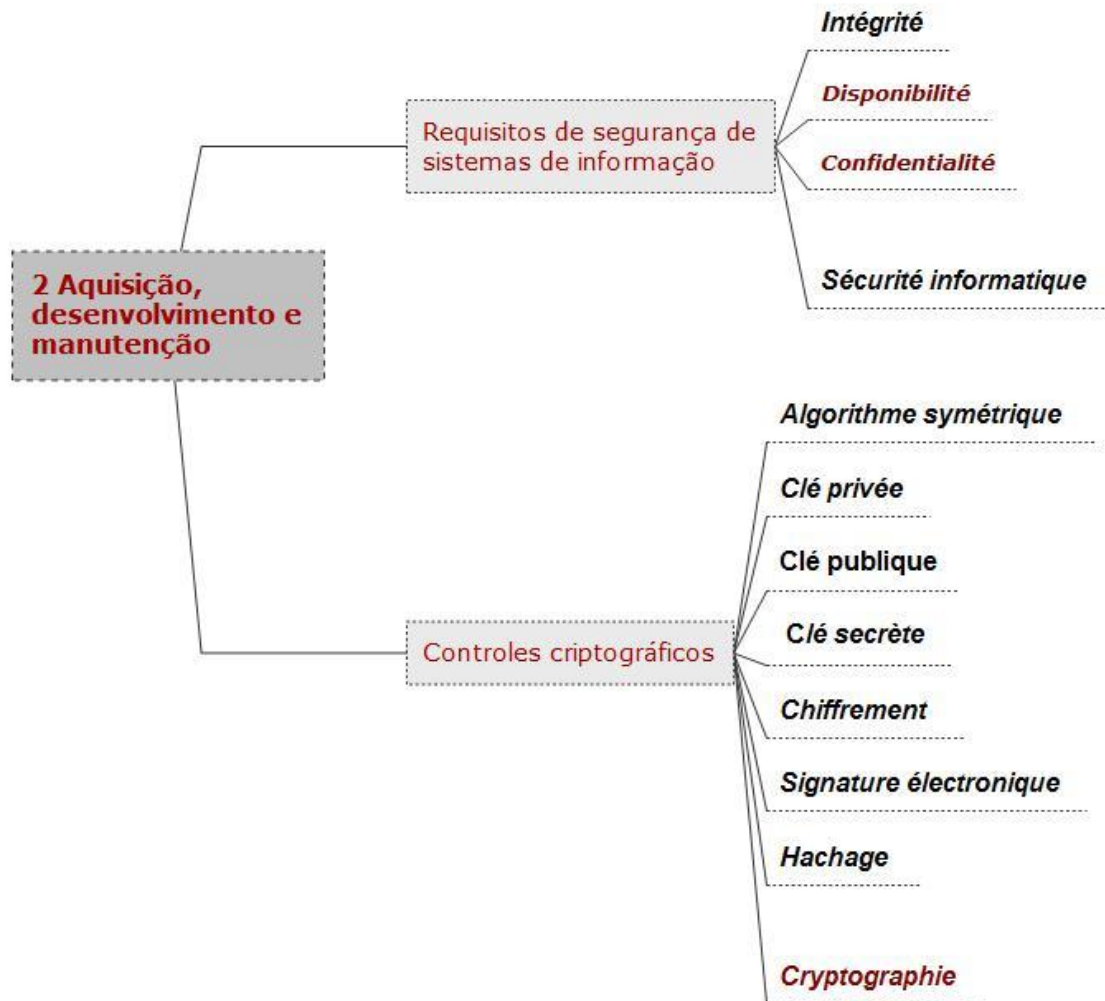 Intégrité
Requisitos de segurança de
sistemas de informação
Disponibilité
Confidentialité
2 Aquisição,
desenvolvimento e
manutenção
Sécurité informatique
Algorithme symétrique
Clé privée
Clé publique
Clé secrète
Controles criptográficos
Chiffrement
Signature électronique
Hachage
Cryptographie